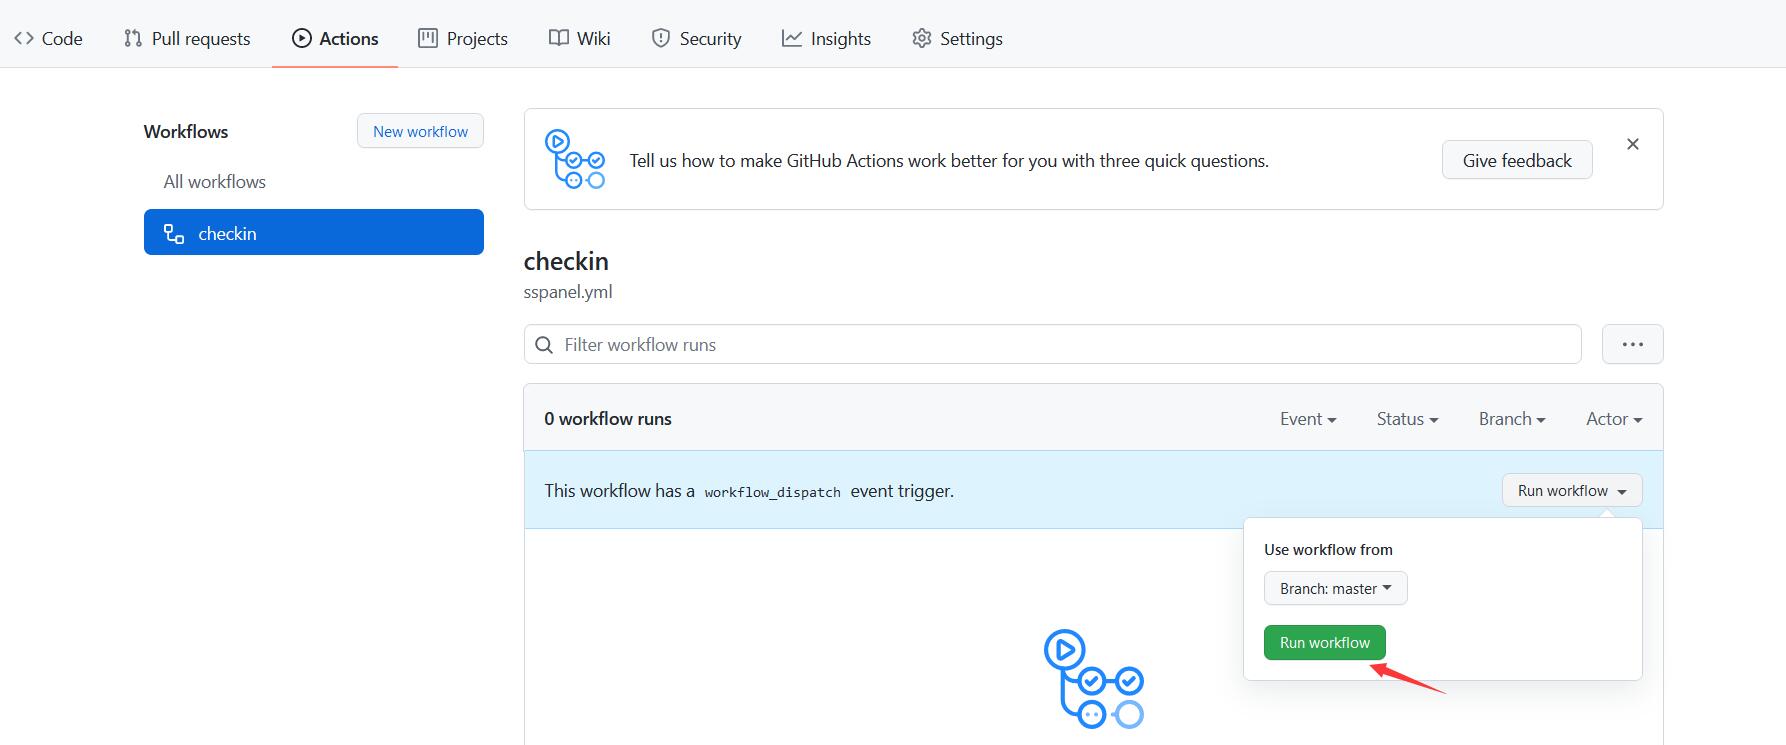 Code Pull requests Actions Projects Wiki Security Insights Settings
Workflows New workflow
All workflows
checkin
Tell us how to make GitHub Actions work better for you with three quick questions. Give feedback
checkin
sspanel.yml
Filter workflow runs
0 workflow runs Event Status Branch Actor
This workflow has a workflow_dispatch event trigger. Run workflow
Use workflow from
Branch: master
Run workflow